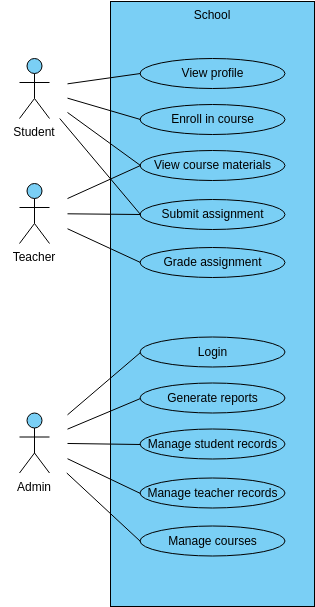 School
View profile
Enroll in course
Student
View course materials
Submit assignment
Teacher
Grade assignment
Login
Generate reports
Manage student records
Admin
Manage teacher records
Manage courses